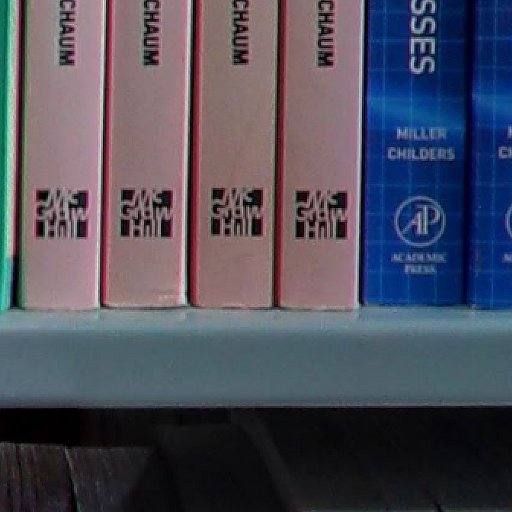 CHAUM
Mc
Graw
Hill
CHAUM
Mc
Graw
Hill
CHAUM
Mc
Graw
Hill
CHAUM
Mc
Graw
Hill
SSES
MILLER
CHILDERS
AP
ACADEMIC
PRESS